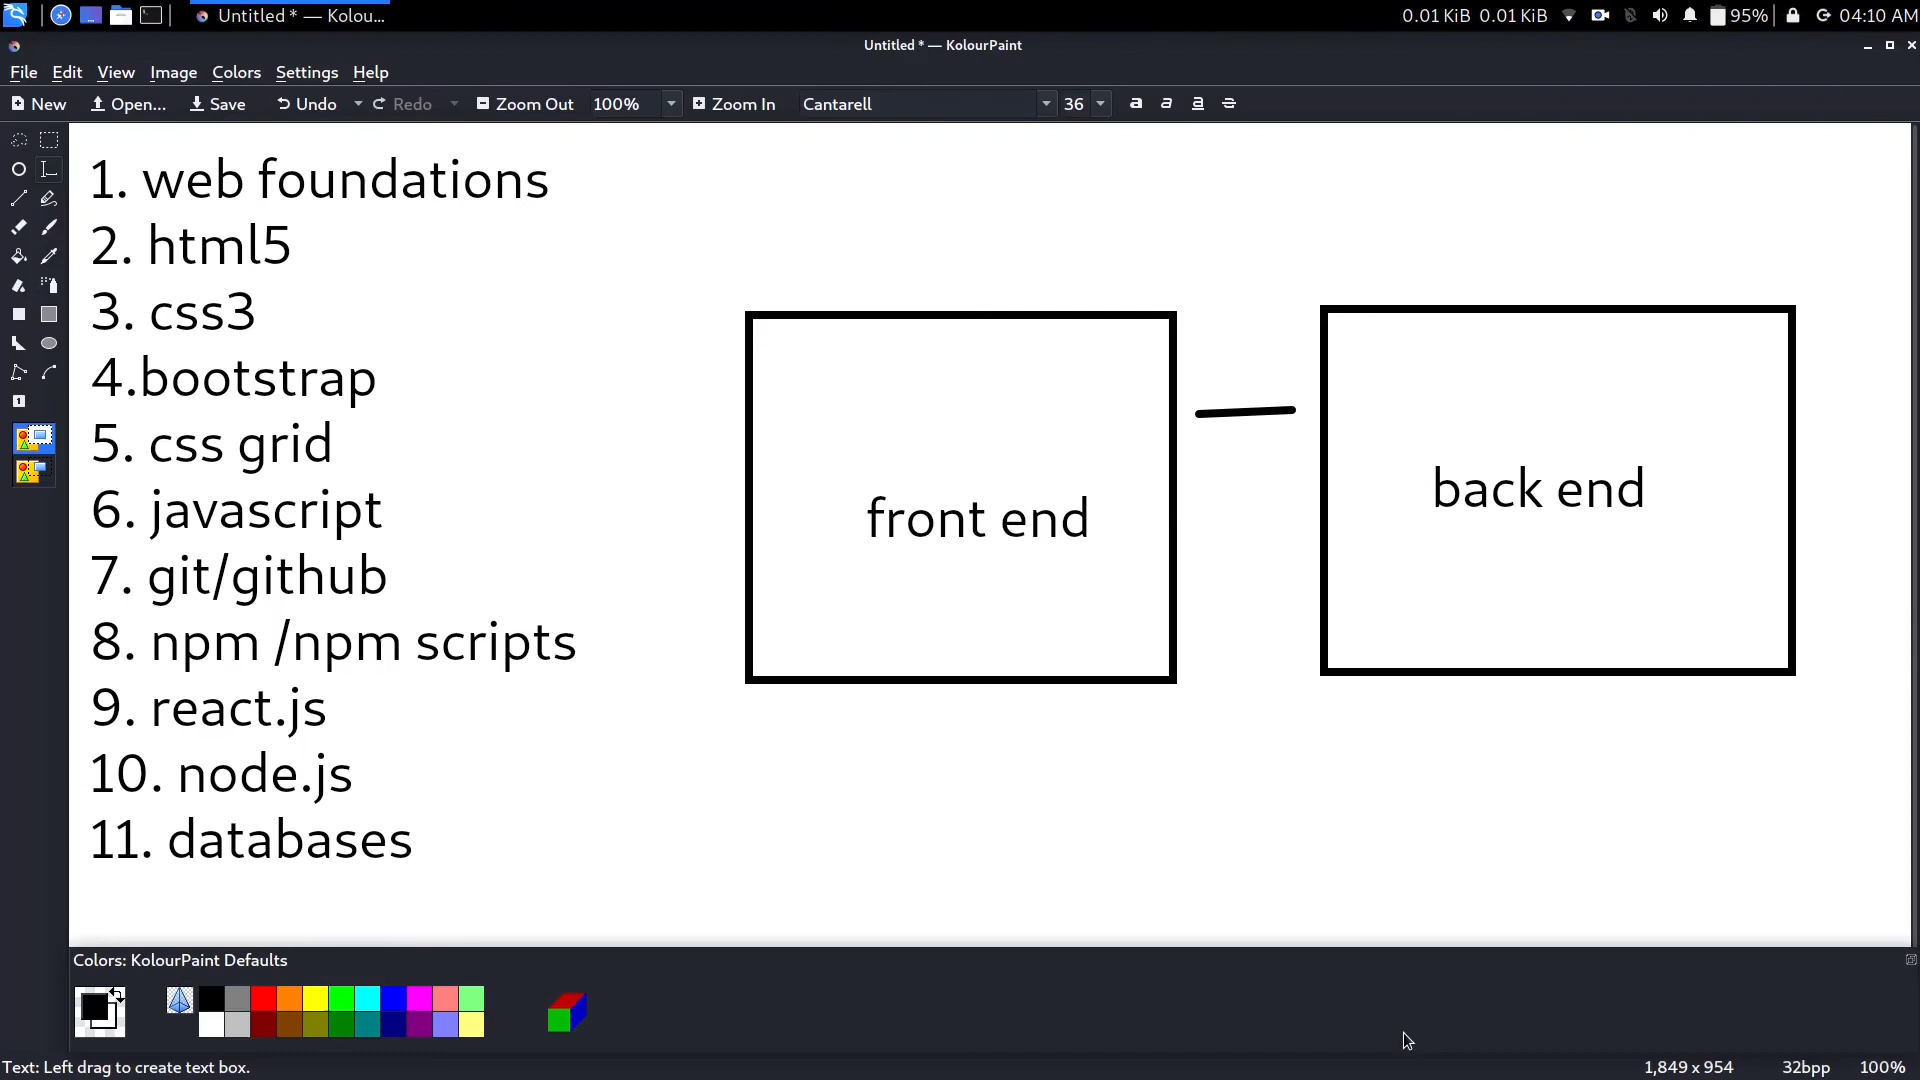 Untitled * — Kolou...
0.01 KiB 0.01 KiB
95%
04:10 AM
Untitled * — KolourPaint
File Edit View Image Colors Settings Help
New Open... Save Undo Redo Zoom Out 100% Zoom In Cantarell 36 a a a
1. web foundations
2. html5
3. css3
4.bootstrap
5. css grid
6. javascript
7. git/github
8. npm /npm scripts
9. react.js
10. node.js
11. databases
front end
back end
1
Colors: KolourPaint Defaults
Text: Left drag to create text box.
1,849 x 954 32bpp 100%